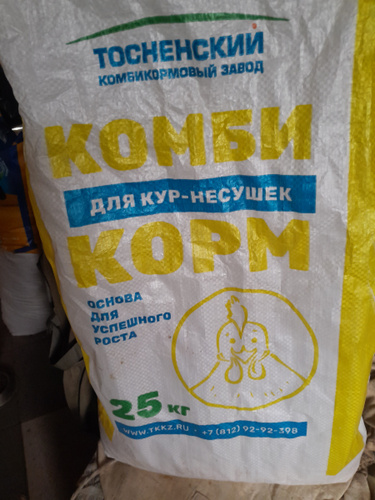 ТОСНЕНСКИЙ
КОМБИКОРМОВЫЙ ЗАВОД
КОМБИ
ДЛЯ КУР-НЕСУШЕК
КОРМ
ОСНОВА
ДЛЯ
УСПЕШНОГО
РОСТА
25 КГ
WWW.TKKZ.RU - +7 (812) 92-92-398